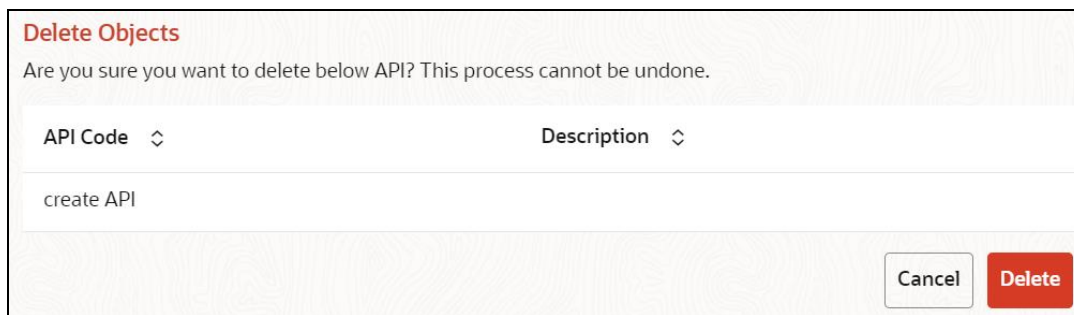 Delete Objects
Are you sure you want to delete below API? This process cannot be undone.
API Code Description
create API
Cancel Delete